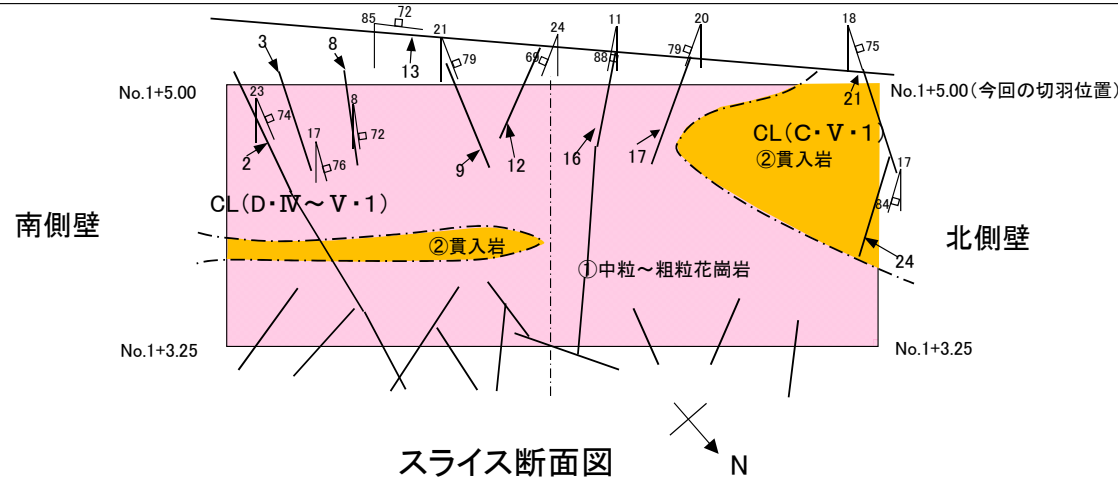 85
72
21
24
11
20
18
3
8
79
69
88
79
75
13
No.1+5.00
No.1+5.00(今回の切羽位置)
23
74
8
72
17
76
2
9
12
16
17
21
CL(C・Ⅴ・1)
②貫入岩
17
84
CL(D・Ⅳ～Ⅴ・1)
南側壁
北側壁
②貫入岩
24
①中粒～粗粒花崗岩
No.1+3.25
No.1+3.25
スライス断面図
N